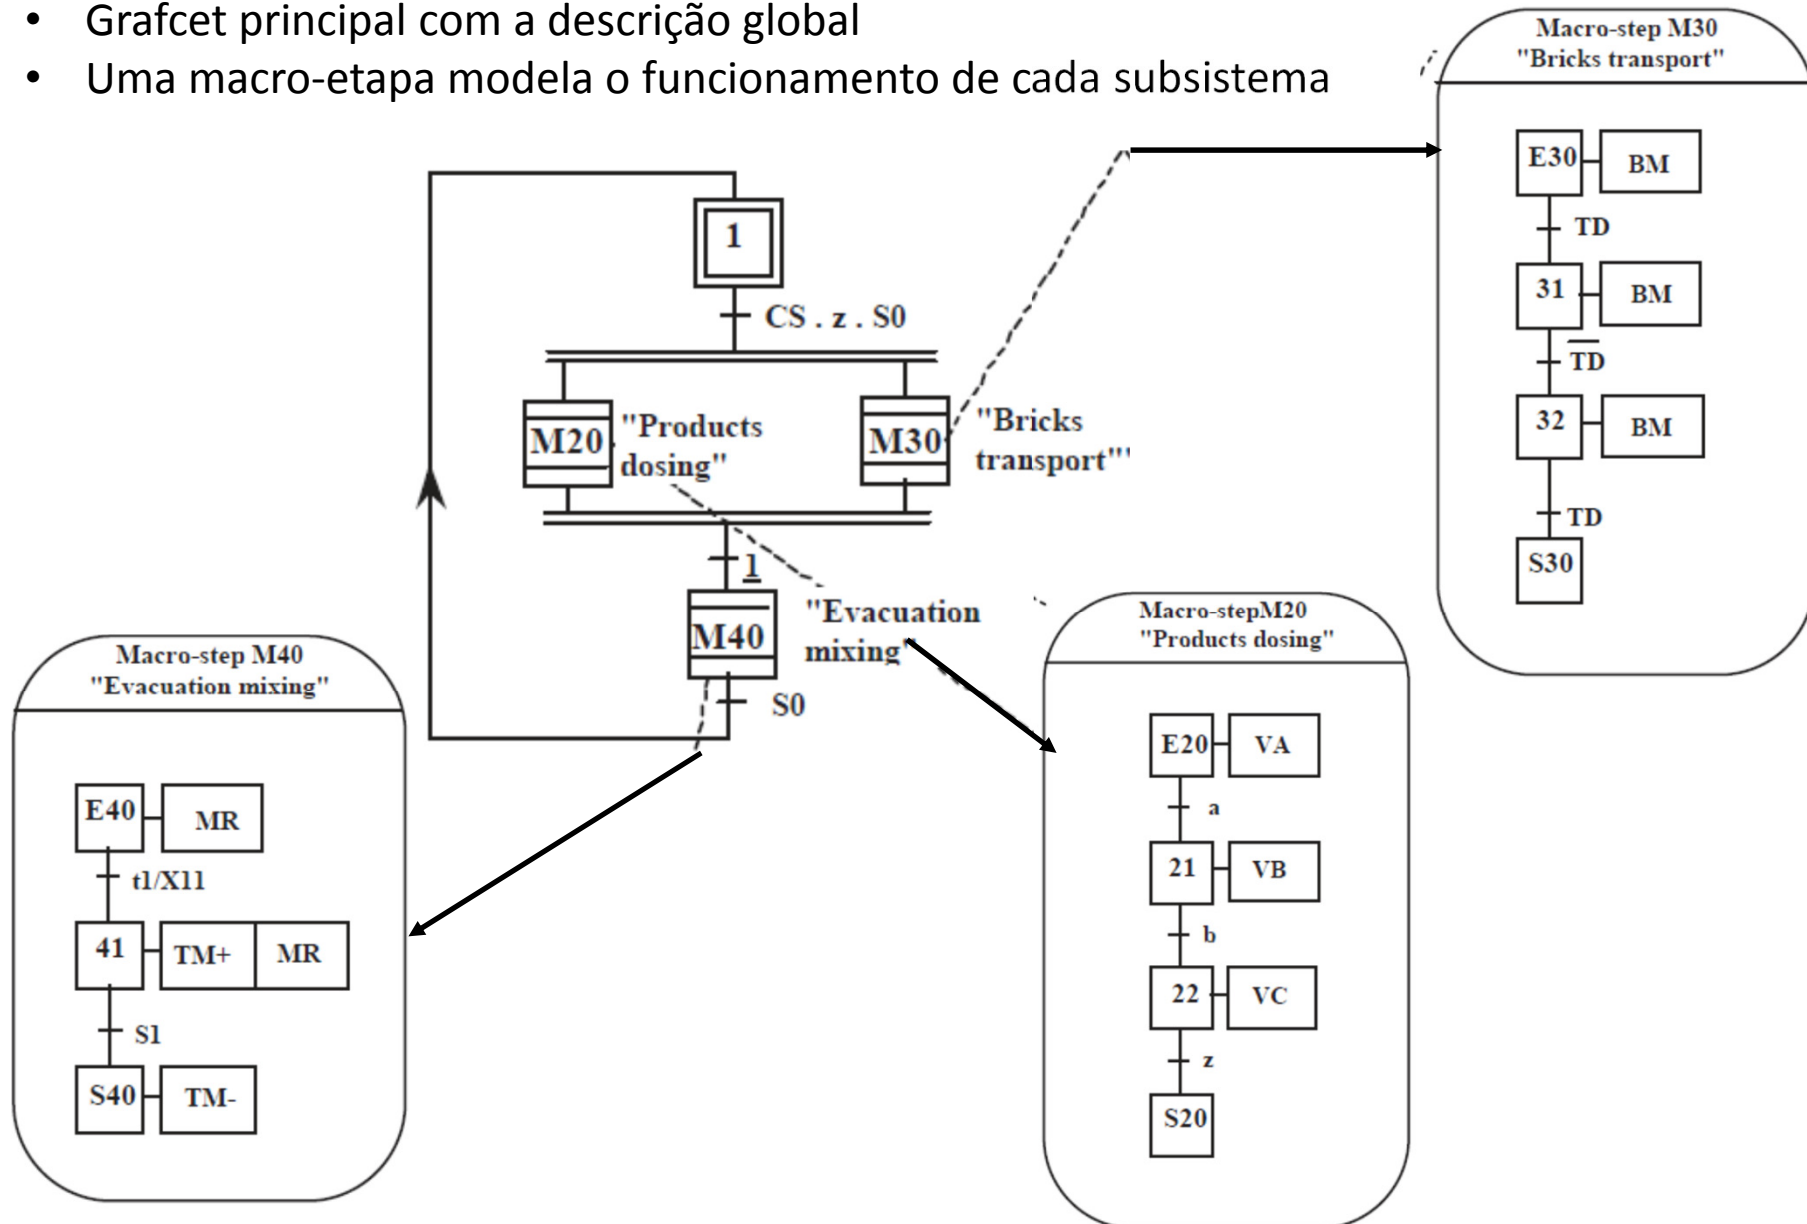 • Grafcet principal com a descrição global
• Uma macro-etapa modela o funcionamento de cada subsistema
Macro-step M30
"Bricks transport"
E30 BM
TD
31 BM
T̅D̅
32 BM
TD
S30
1
CS . z . S0
M20
"Products
dosing"
M30
"Bricks
transport"'
1
M40
"Evacuation
mixing"
S0
Macro-stepM20
"Products dosing"
E20 VA
a
21 VB
b
22 VC
z
S20
Macro-step M40
"Evacuation mixing"
E40 MR
t1/X11
41 TM+ MR
S1
S40 TM-